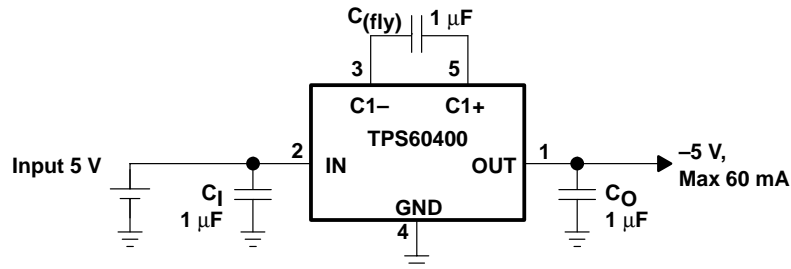 C(fly) 1 μF
3 5
C1– C1+
TPS60400
Input 5 V 2 IN OUT 1 –5 V,
Max 60 mA
CI
1 μF
GND
4
CO
1 μF